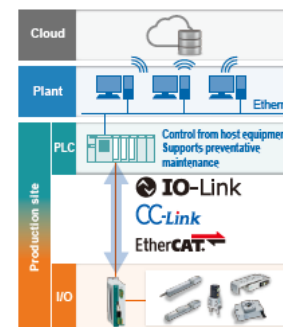 Cloud
Plant
Ethern
Production site
PLC
Control from host equipmen
Supports preventative
maintenance
IO-Link
CC-Link
EtherCAT.
I/O